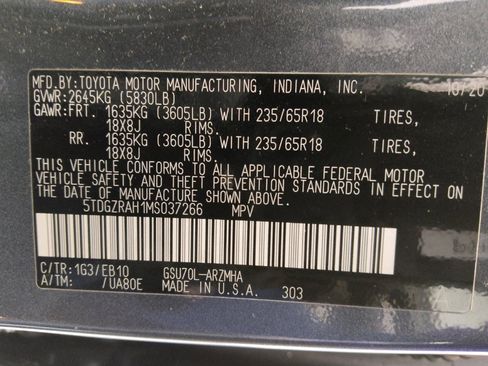 MFD.BY:TOYOTA MOTOR MANUFACTURING, INDIANA, INC. 10/20
GVWR:2645KG (5830LB)
GAWR:FRT. 1635KG (3605LB) WITH 235/65R18 TIRES,
18X8J RIMS.
RR. 1635KG (3605LB) WITH 235/65R18 TIRES,
18X8J RIMS.
THIS VEHICLE CONFORMS TO ALL APPLICABLE FEDERAL MOTOR
VEHICLE SAFETY AND THEFT PREVENTION STANDARDS IN EFFECT ON
THE DATE OF MANUFACTURE SHOWN ABOVE.
5TDGZRAH1MS037266 MPV
C/TR:1G3/EB10 GSU70L-ARZMHA
A/TM: /UA80E MADE IN U.S.A. 303